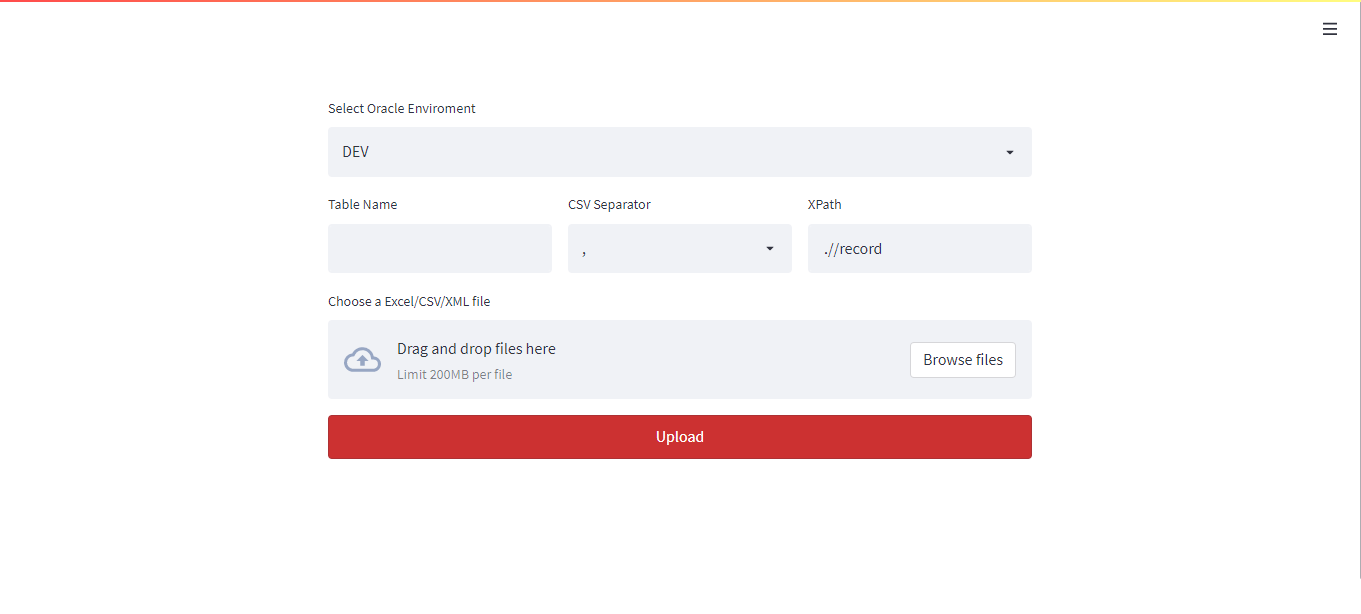 Select Oracle Enviroment
DEV
Table Name
CSV Separator
XPath
,
.//record
Choose a Excel/CSV/XML file
Drag and drop files here
Limit 200MB per file
Browse files
Upload